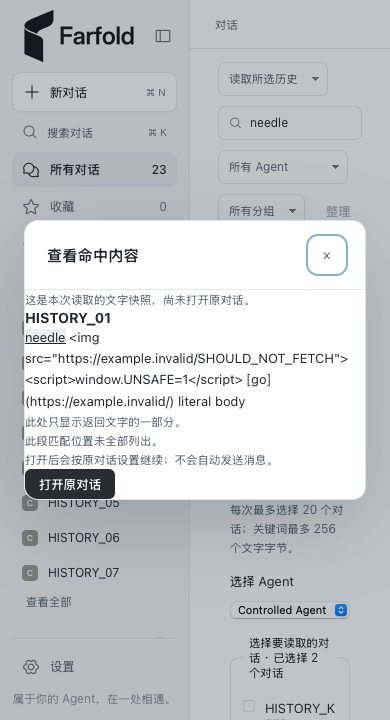 Farfold
新对话 ⌘ N
搜索对话 ⌘ K
所有对话 23
收藏 0
对话
读取所选历史
needle
所有 Agent
所有分组 整理
查看命中内容
×
这是本次读取的文字快照，尚未打开原对话。
HISTORY_01
needle <img
src="https://example.invalid/SHOULD_NOT_FETCH">
<script>window.UNSAFE=1</script> [go]
(https://example.invalid/) literal body
此处只显示返回文字的一部分。
此段匹配位置未全部列出。
打开后会按原对话设置继续；不会自动发送消息。
打开原对话
C HISTORY_05
C HISTORY_06
C HISTORY_07
查看全部
设置
属于你的 Agent，在一处相遇。
每次最多选择 20 个对
话；关键词最多 256
个文字字节。
选择 Agent
Controlled Agent
选择要读取的对
话 · 已选择 2
个对话
HISTORY_K